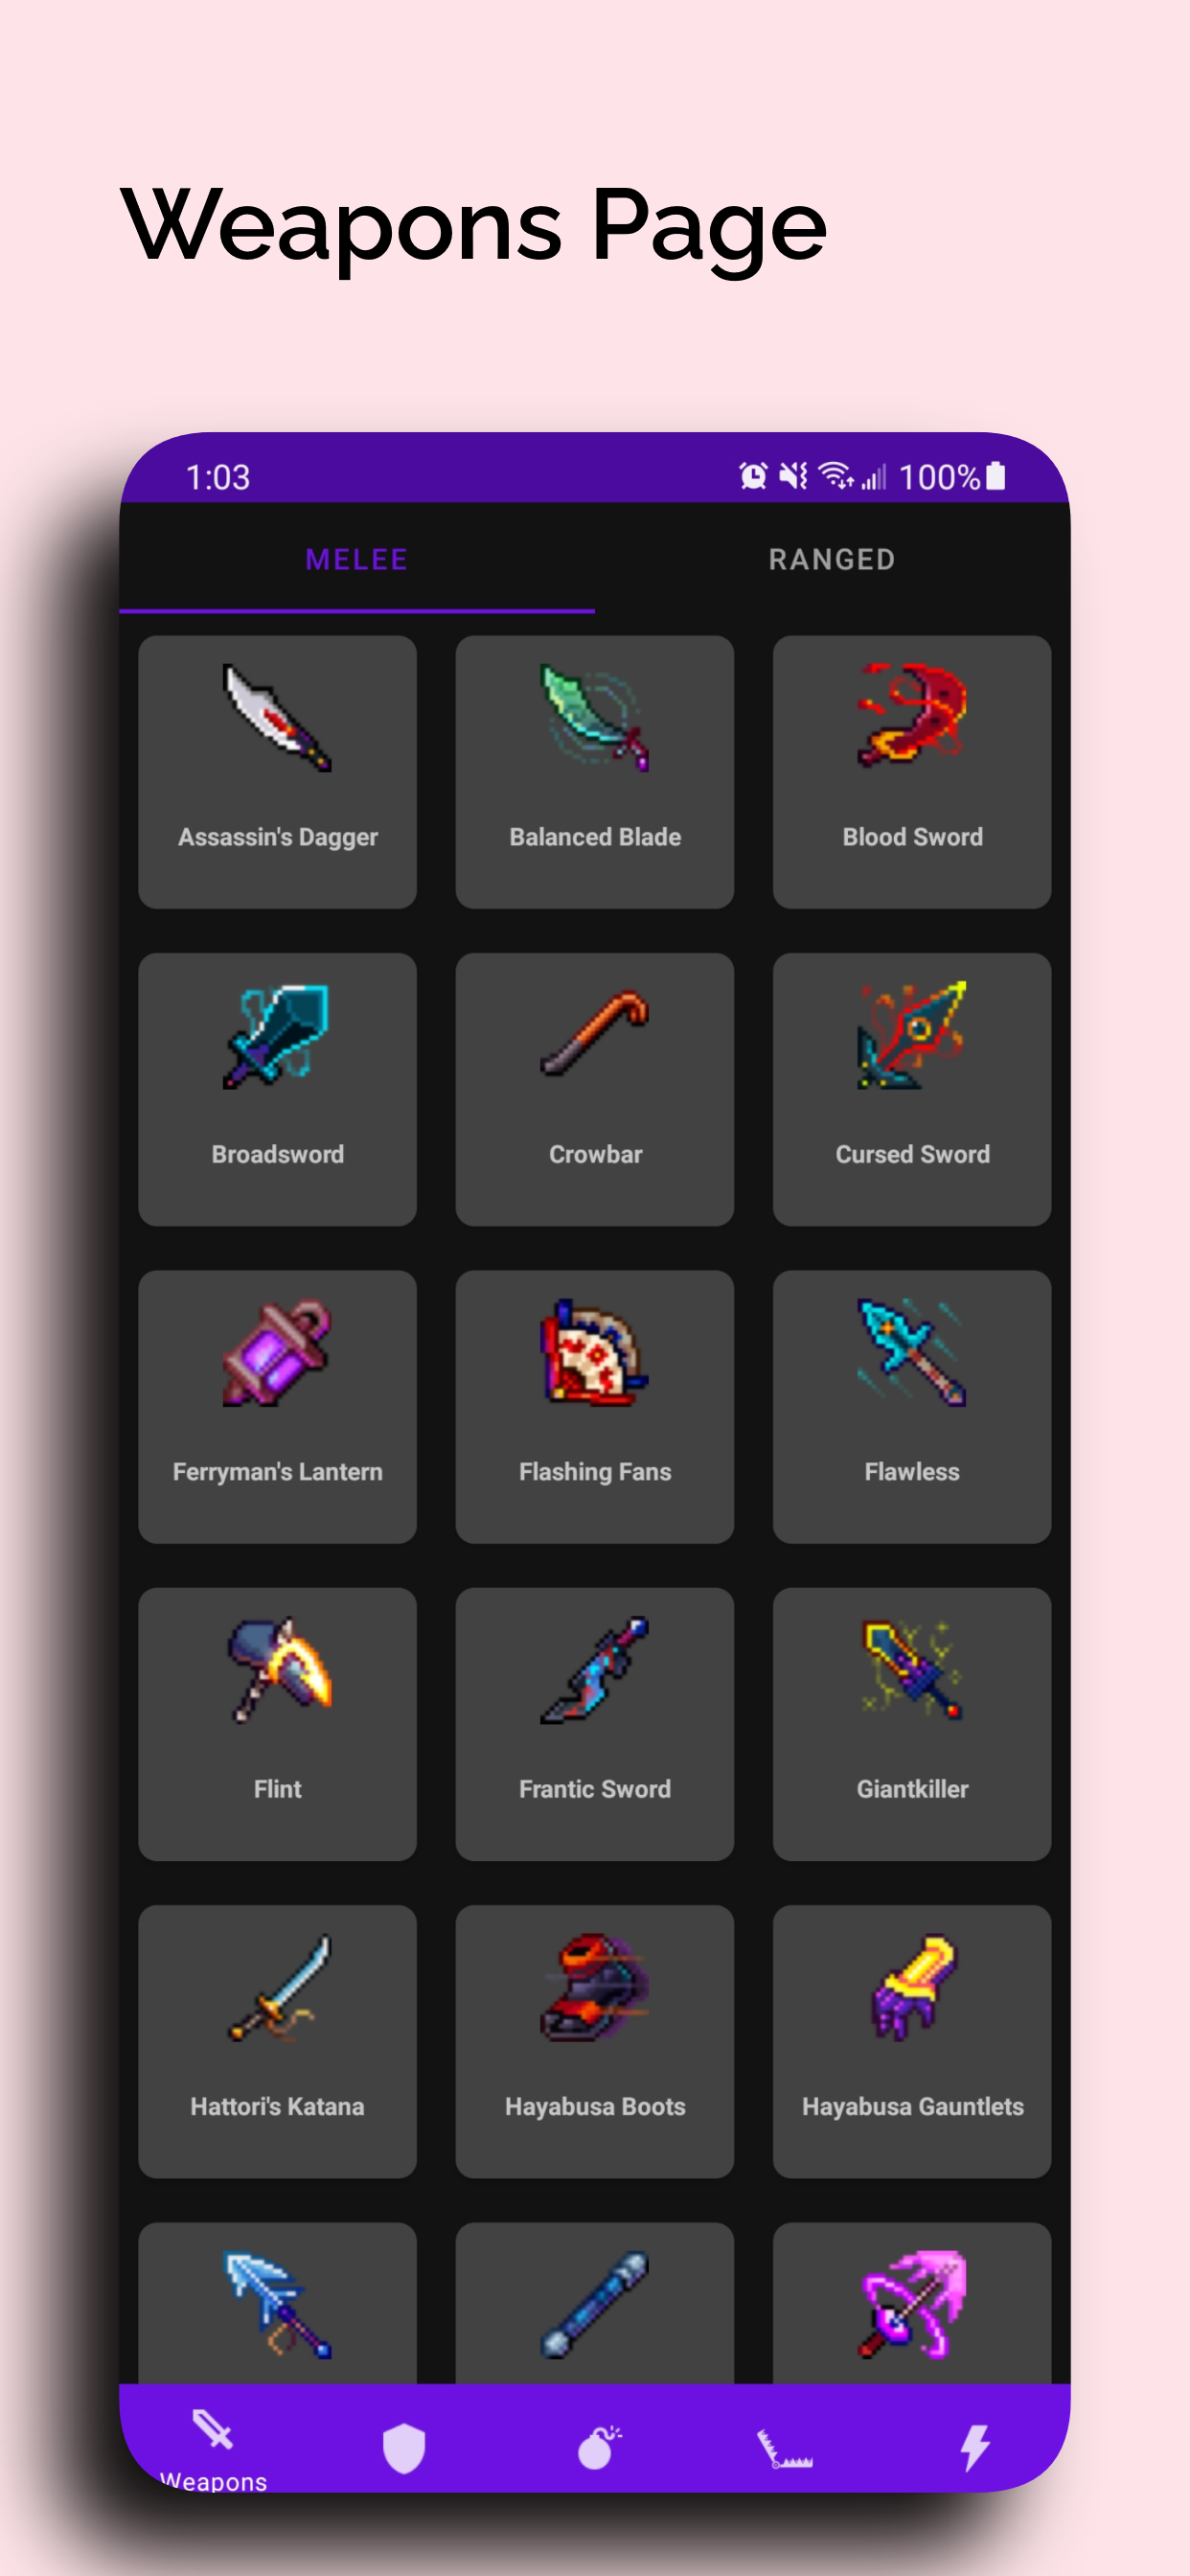 Weapons Page
1:03 100%
MELEE RANGED
Assassin's Dagger Balanced Blade Blood Sword
Broadsword Crowbar Cursed Sword
Ferryman's Lantern Flashing Fans Flawless
Flint Frantic Sword Giantkiller
Hattori's Katana Hayabusa Boots Hayabusa Gauntlets
Weapons